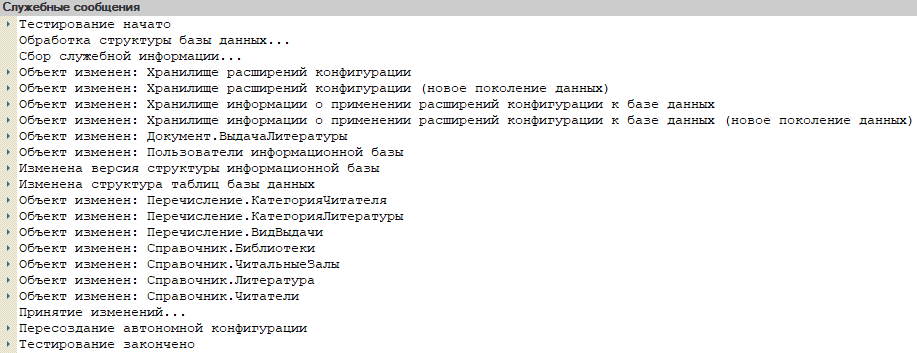 Служебные сообщения
Тестирование начато
Обработка структуры базы данных...
Сбор служебной информации...
Объект изменен: Хранилище расширений конфигурации
Объект изменен: Хранилище расширений конфигурации (новое поколение данных)
Объект изменен: Хранилище информации о применении расширений конфигурации к базе данных
Объект изменен: Хранилище информации о применении расширений конфигурации к базе данных (новое поколение данных)
Объект изменен: Документ.ВыдачаЛитературы
Объект изменен: Пользователи информационной базы
Изменена версия структуры информационной базы
Изменена структура таблиц базы данных
Объект изменен: Перечисление.КатегорияЧитателя
Объект изменен: Перечисление.КатегорияЛитературы
Объект изменен: Перечисление.ВидВыдачи
Объект изменен: Справочник.Библиотеки
Объект изменен: Справочник.ЧитальныеЗалы
Объект изменен: Справочник.Литература
Объект изменен: Справочник.Читатели
Принятие изменений...
Пересоздание автономной конфигурации
Тестирование закончено